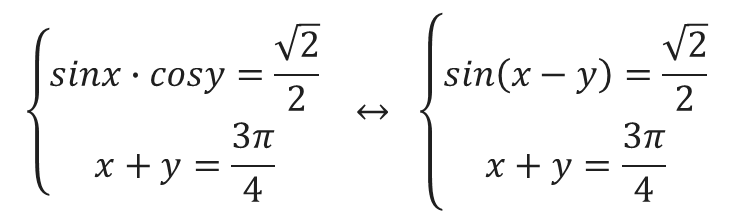 { sinx · cosy = √2/2 ↔ { sin(x − y) = √2/2
x + y = 3π/4 x + y = 3π/4